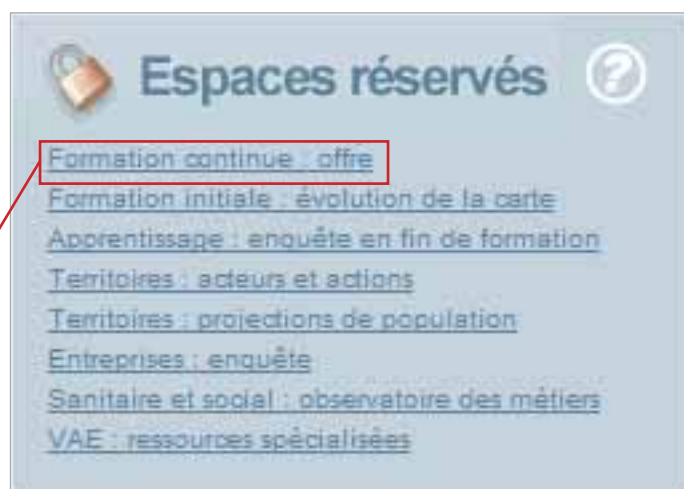 Espaces réservés ?
Formation continue : offre
Formation initiale : évolution de la carte
Apprentissage : enquête en fin de formation
Territoires : acteurs et actions
Territoires : projections de population
Entreprises : enquête
Sanitaire et social : observatoire des métiers
VAE : ressources spécialisées